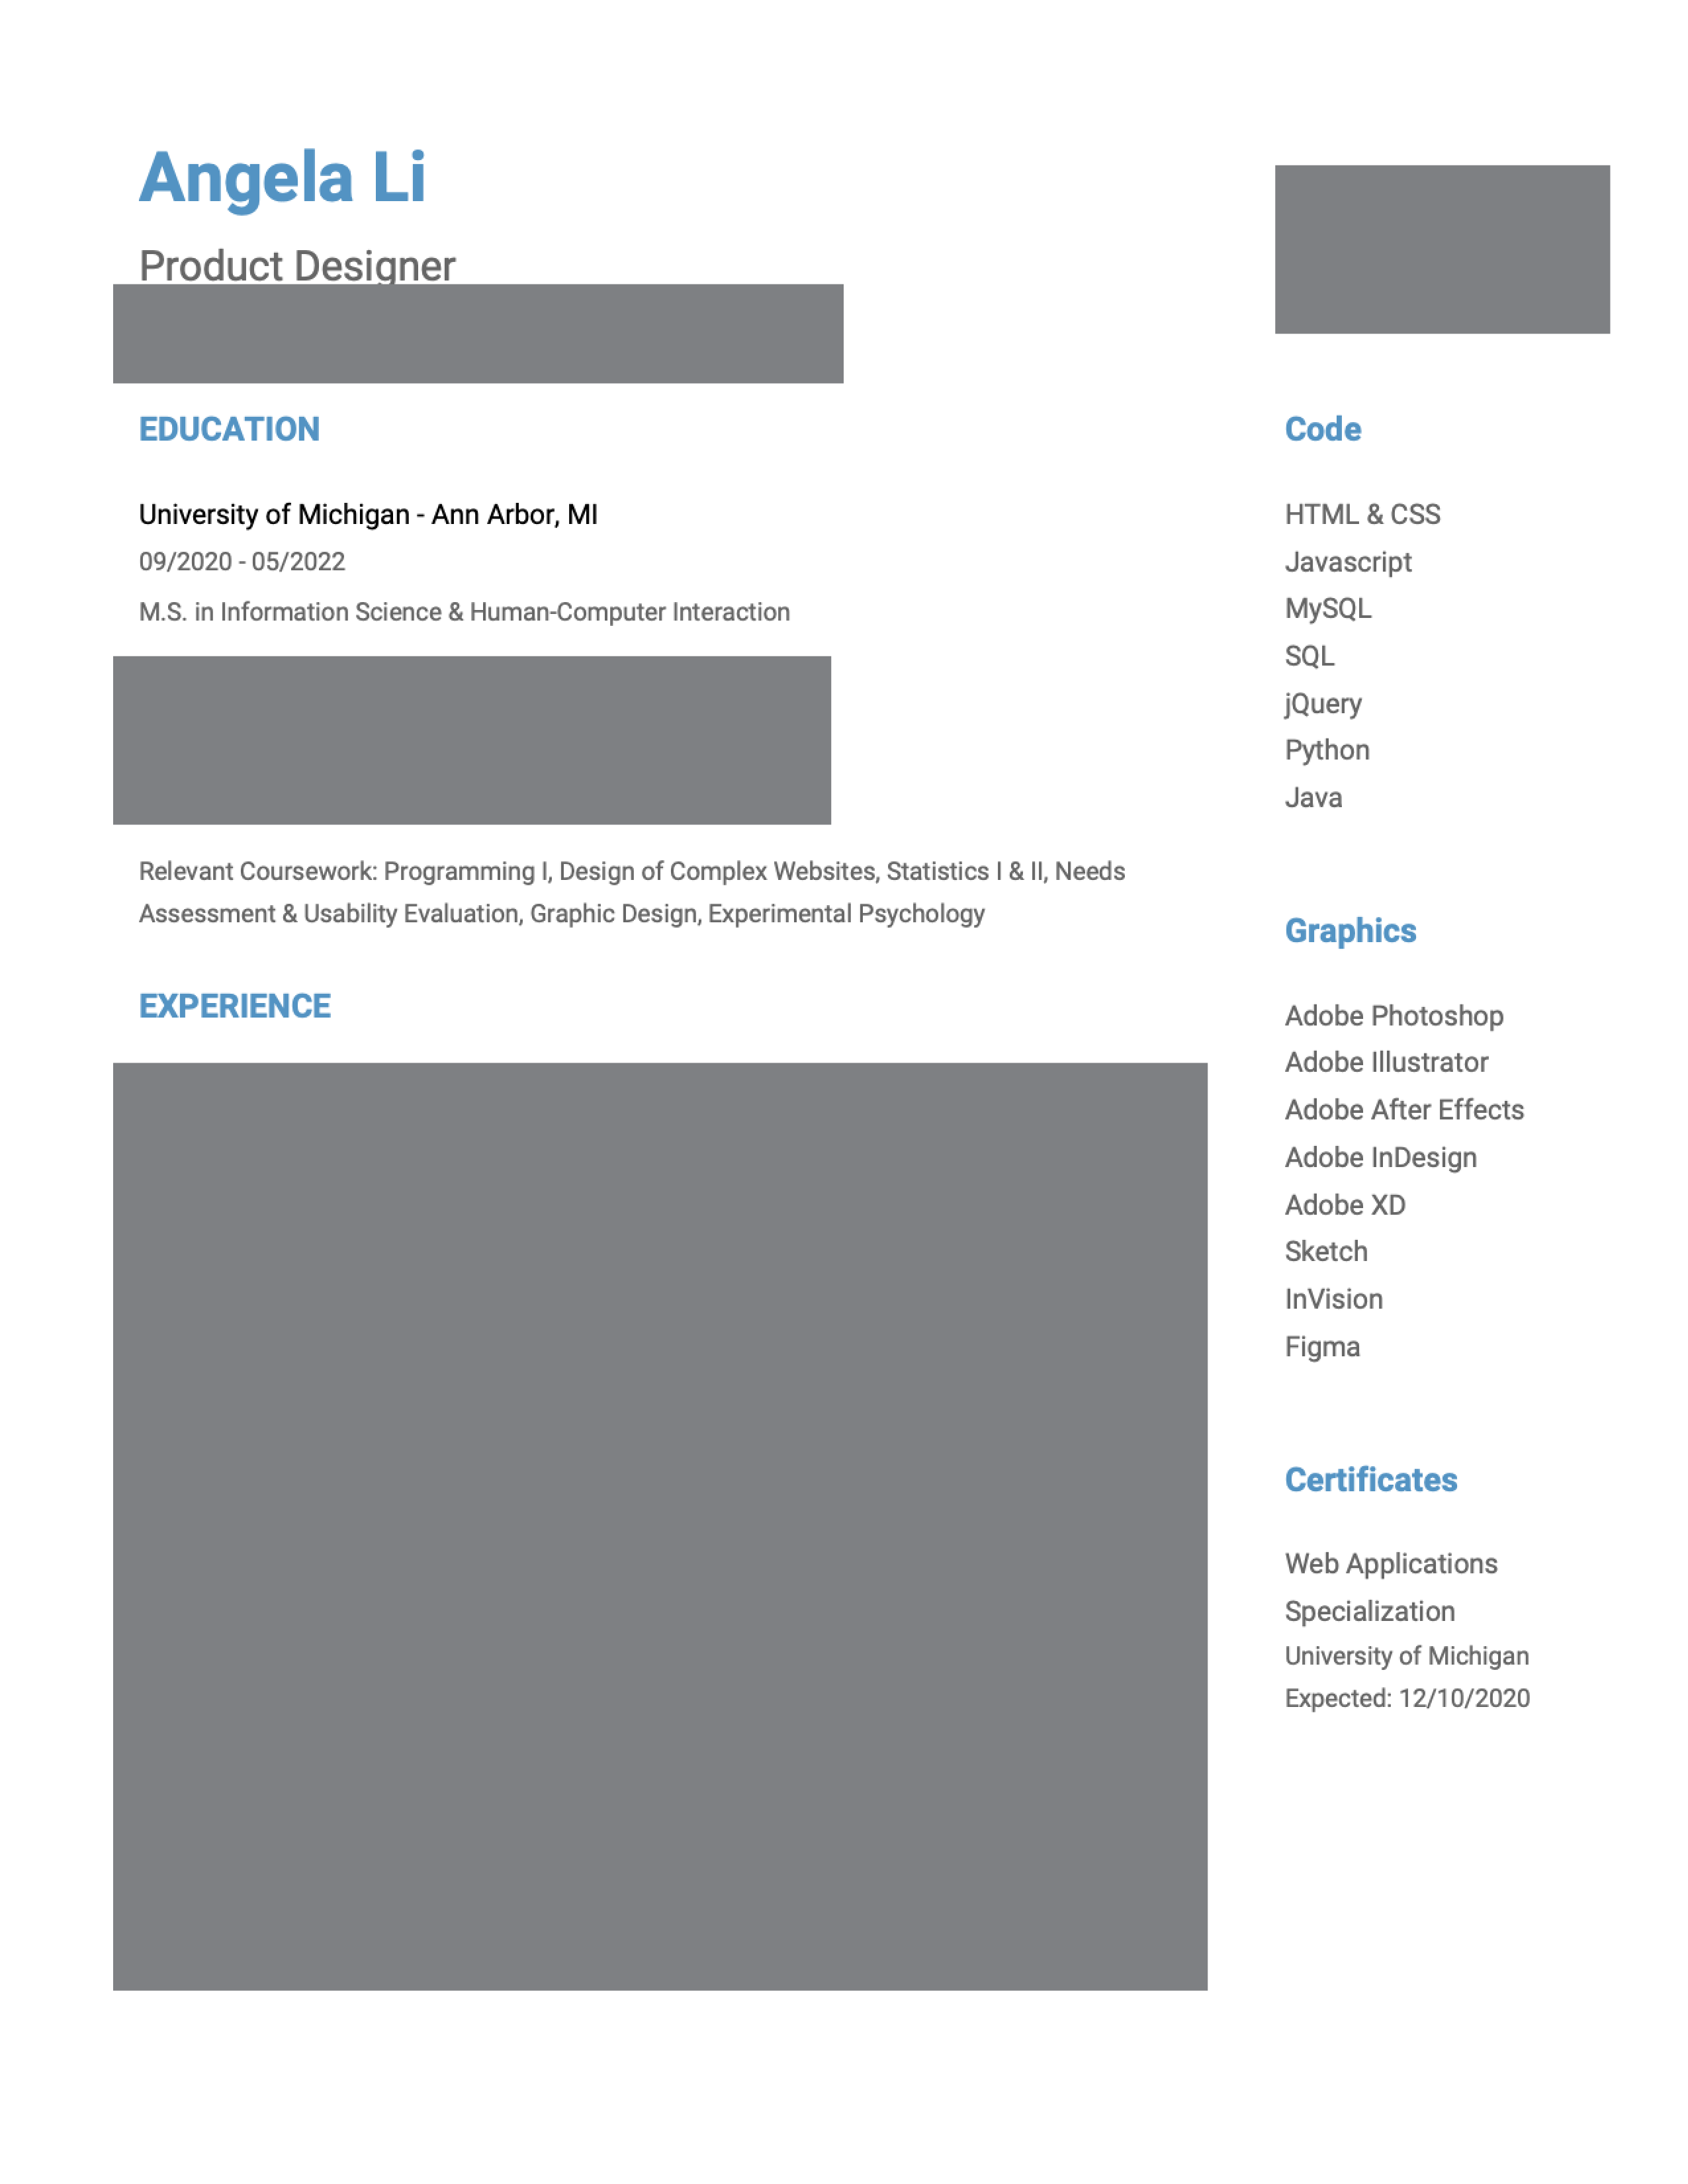 Angela Li
Product Designer
EDUCATION
University of Michigan - Ann Arbor, MI
09/2020 - 05/2022
M.S. in Information Science & Human-Computer Interaction
Relevant Coursework: Programming I, Design of Complex Websites, Statistics I & II, Needs
Assessment & Usability Evaluation, Graphic Design, Experimental Psychology
EXPERIENCE
Code
HTML & CSS
Javascript
MySQL
SQL
jQuery
Python
Java
Graphics
Adobe Photoshop
Adobe Illustrator
Adobe After Effects
Adobe InDesign
Adobe XD
Sketch
InVision
Figma
Certificates
Web Applications
Specialization
University of Michigan
Expected: 12/10/2020